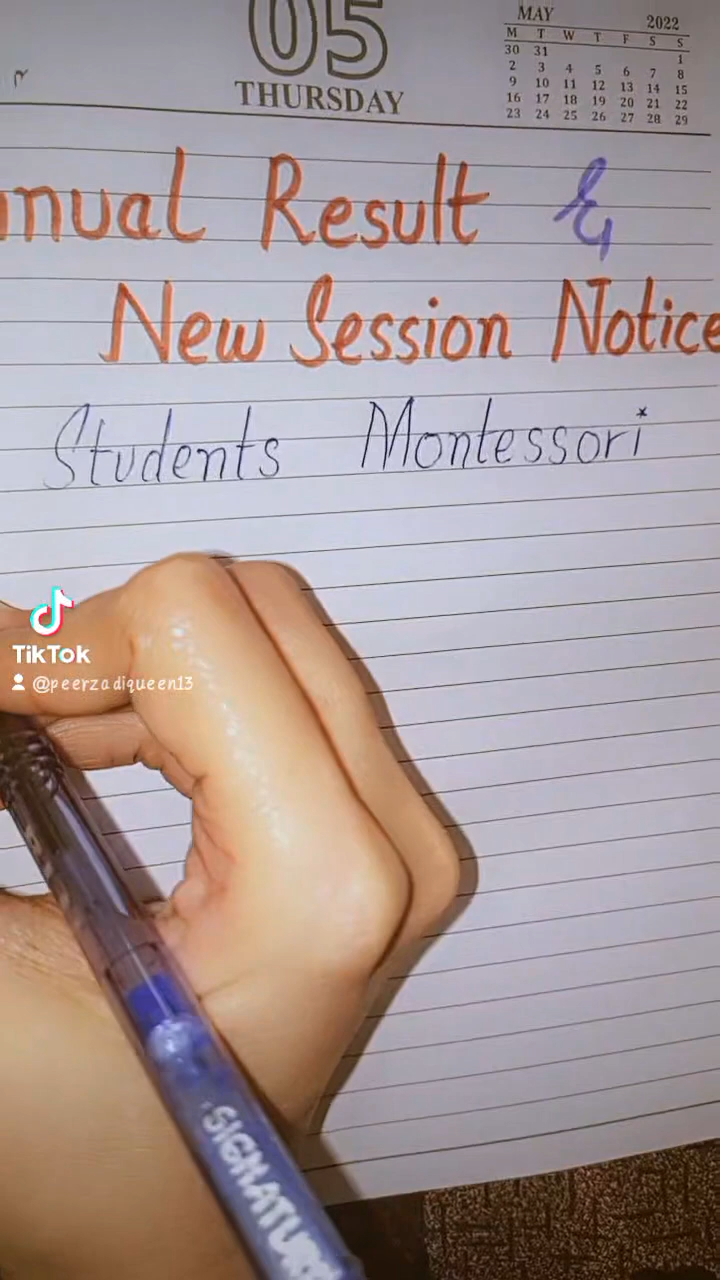 05
THURSDAY
MAY 2022
M T W T F S S
30 31 1
2 3 4 5 6 7 8
9 10 11 12 13 14 15
16 17 18 19 20 21 22
23 24 25 26 27 28 29
nual Result &
New Session Notice
Students Montessori
TikTok
@peerzadiqueen13
SIGNATURE